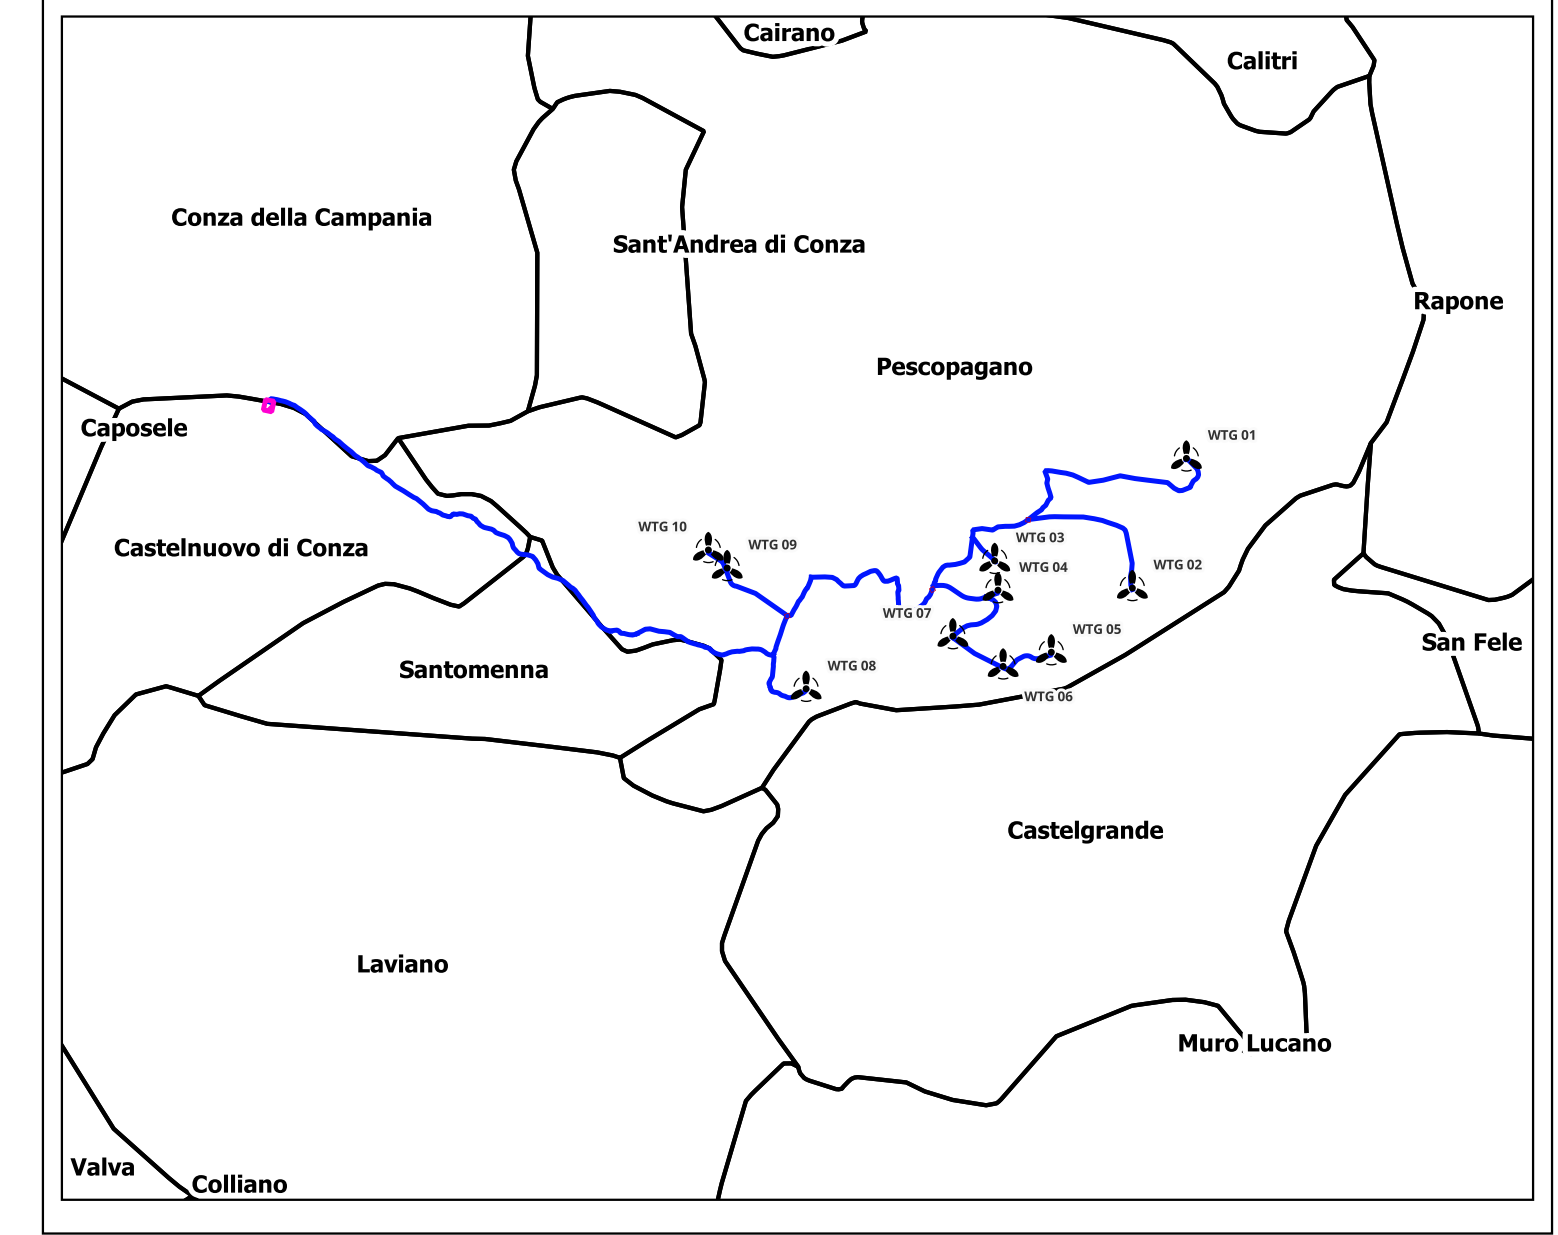 Cairano
Calitri
Conza della Campania
Sant'Andrea di Conza
Rapone
Pescopagano
Caposele
WTG 01
WTG 10
WTG 09
WTG 03
Castelnuovo di Conza
WTG 04
WTG 02
WTG 07
WTG 05
San Fele
Santomenna
WTG 08
WTG 06
Castelgrande
Laviano
Muro Lucano
Valva
Colliano